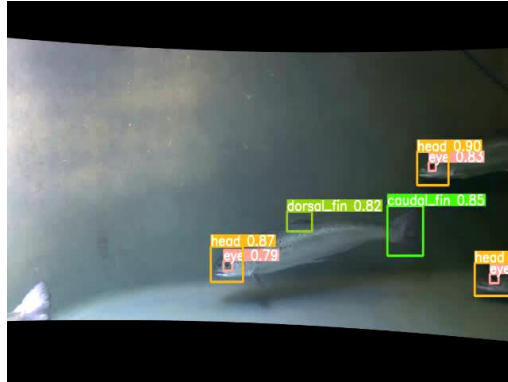 head 0.90
eye 0.83
dorsal_fin 0.82
caudal_fin 0.85
head 0.87
eye 0.79
head
eye